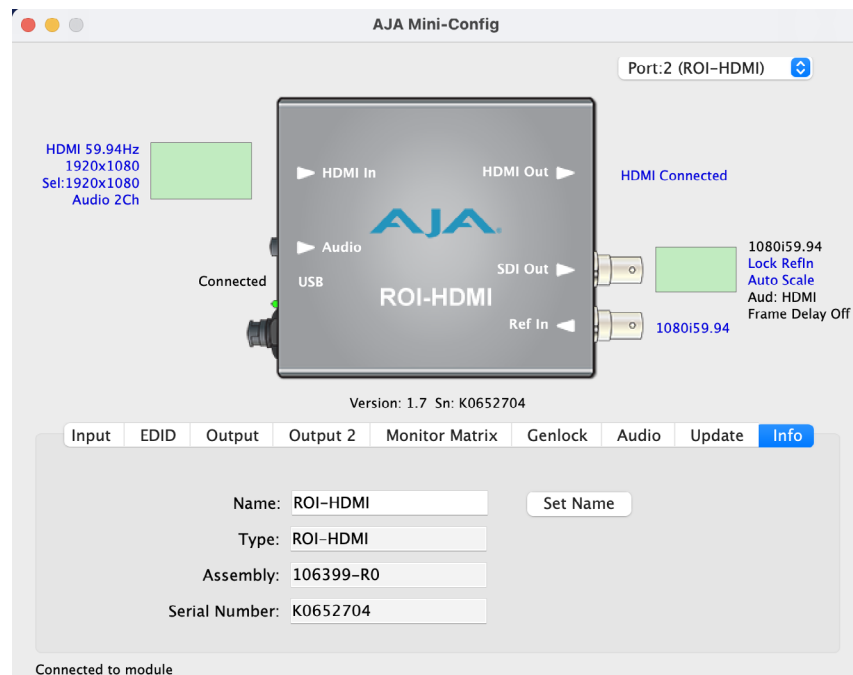 AJA Mini-Config
Port:2 (ROI-HDMI)
HDMI 59.94Hz
1920x1080
Sel:1920x1080
Audio 2Ch
HDMI In
HDMI Out
HDMI Connected
AJA
Audio
Connected
USB
SDI Out
ROI-HDMI
Ref In
1080i59.94
1080i59.94
Lock RefIn
Auto Scale
Aud: HDMI
Frame Delay Off
Version: 1.7 Sn: K0652704
Input EDID Output Output 2 Monitor Matrix Genlock Audio Update Info
Name: ROI-HDMI Set Name
Type: ROI-HDMI
Assembly: 106399-R0
Serial Number: K0652704
Connected to module